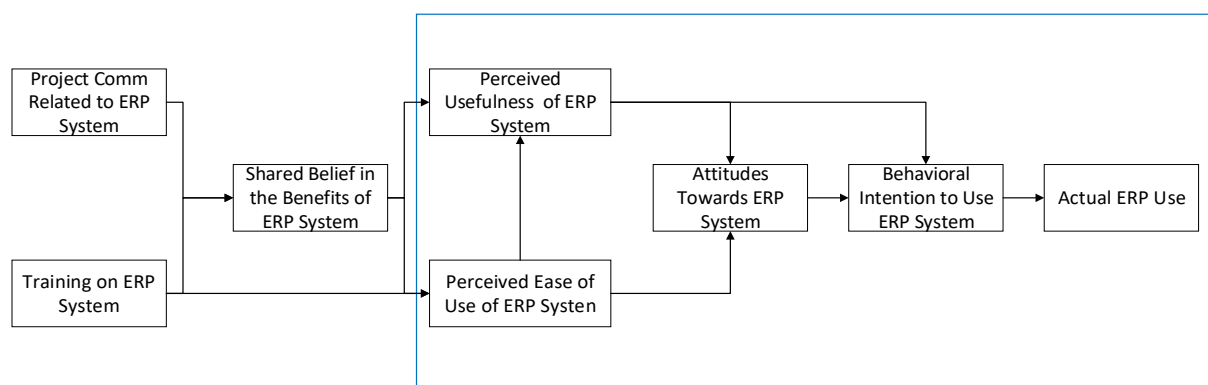 Project Comm
Related to ERP
System
Perceived
Usefulness of ERP
System
Shared Belief in
the Benefits of
ERP System
Attitudes
Towards ERP
System
Behavioral
Intention to Use
ERP System
Actual ERP Use
Training on ERP
System
Perceived Ease of
Use of ERP Systen